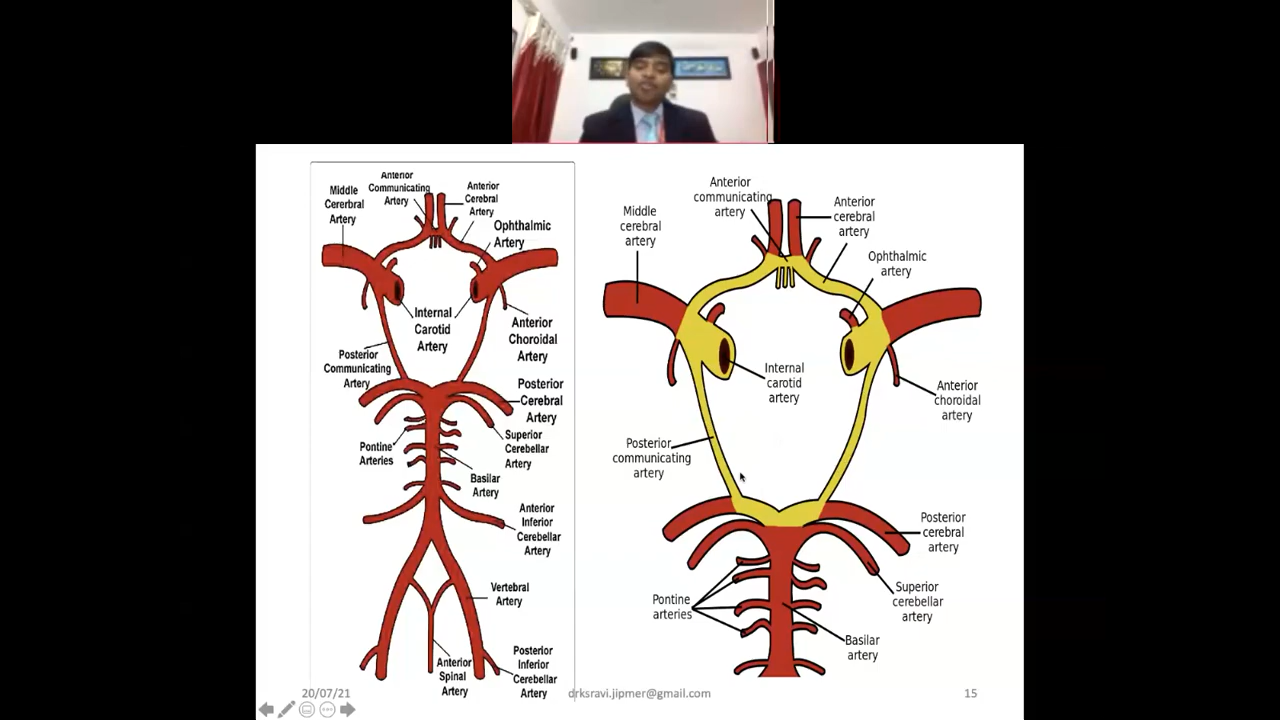 Anterior
Communicating
Artery
Middle
Cererbral
Artery
Anterior
Cerebral
Artery
Ophthalmic
Artery
Internal
Carotid
Artery
Anterior
Choroidal
Artery
Posterior
Communicating
Artery
Posterior
Cerebral
Artery
Superior
Cerebellar
Artery
Pontine
Arteries
Basilar
Artery
Anterior
Inferior
Cerebellar
Artery
Vertebral
Artery
Anterior
Spinal
Artery
Posterior
Inferior
Cerebellar
Artery
Anterior
communicating
artery
Middle
cerebral
artery
Anterior
cerebral
artery
Ophthalmic
artery
Internal
carotid
artery
Anterior
choroidal
artery
Posterior
communicating
artery
Posterior
cerebral
artery
Superior
cerebellar
artery
Pontine
arteries
Basilar
artery
20/07/21
drksravi.jipmer@gmail.com
15